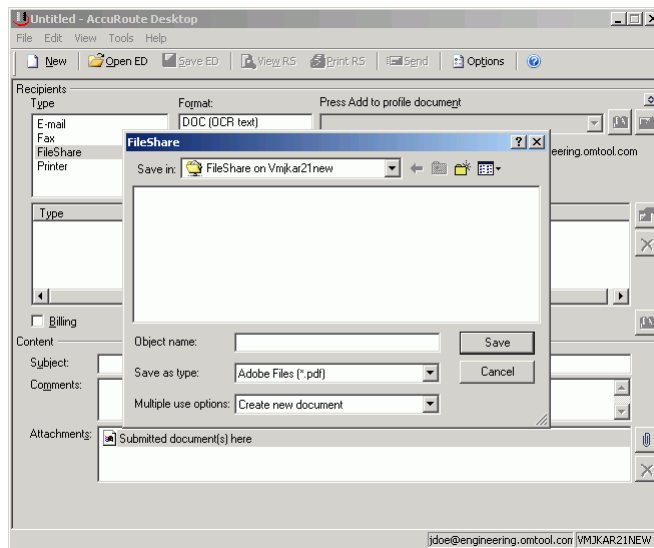 Untitled - AccuRoute Desktop
File Edit View Tools Help
New Open ED Save ED View RS Print RS Send Options
Recipients
Type Format: Press Add to profile document
E-mail DOC (OCR text)
Fax
FileShare
Printer
eering.omtool.com
FileShare
Save in: FileShare on Vmjkar21new
Type
Object name: Save
Save as type: Adobe Files (*.pdf) Cancel
Multiple use options: Create new document
Billing
Content
Subject:
Comments:
Attachments: Submitted document(s) here
jdoe@engineering.omtool.com VMJKAR21NEW